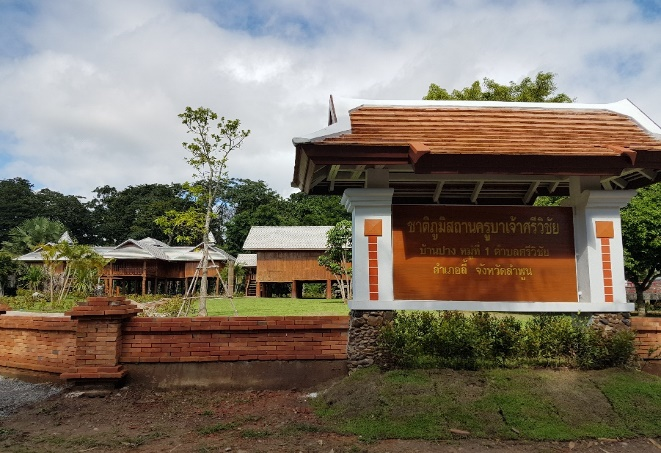 ชาติภูมิสถานครูบาเจ้าศรีวิชัย
บ้านปาง หมู่ที่ 1 ตำบลศรีวิชัย
อำเภอลี้ จังหวัดลำพูน